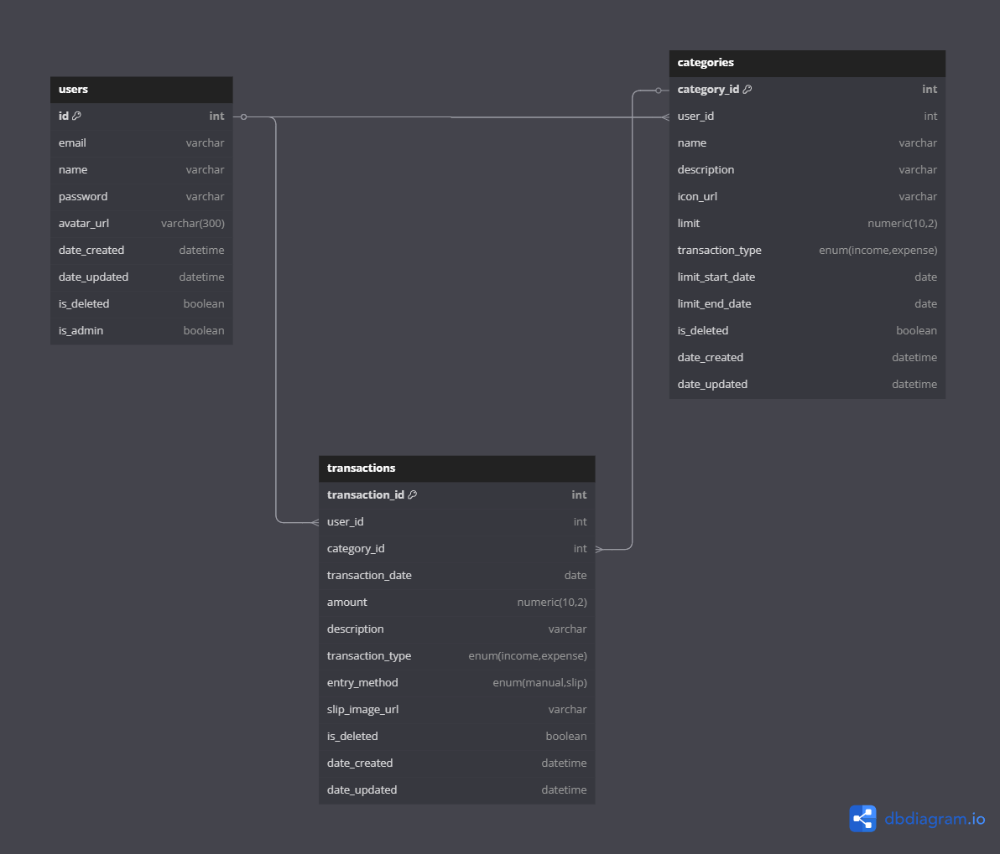 users
id int
email varchar
name varchar
password varchar
avatar_url varchar(300)
date_created datetime
date_updated datetime
is_deleted boolean
is_admin boolean
categories
category_id int
user_id int
name varchar
description varchar
icon_url varchar
limit numeric(10,2)
transaction_type enum(income,expense)
limit_start_date date
limit_end_date date
is_deleted boolean
date_created datetime
date_updated datetime
transactions
transaction_id int
user_id int
category_id int
transaction_date date
amount numeric(10,2)
description varchar
transaction_type enum(income,expense)
entry_method enum(manual,slip)
slip_image_url varchar
is_deleted boolean
date_created datetime
date_updated datetime
dbdiagram.io